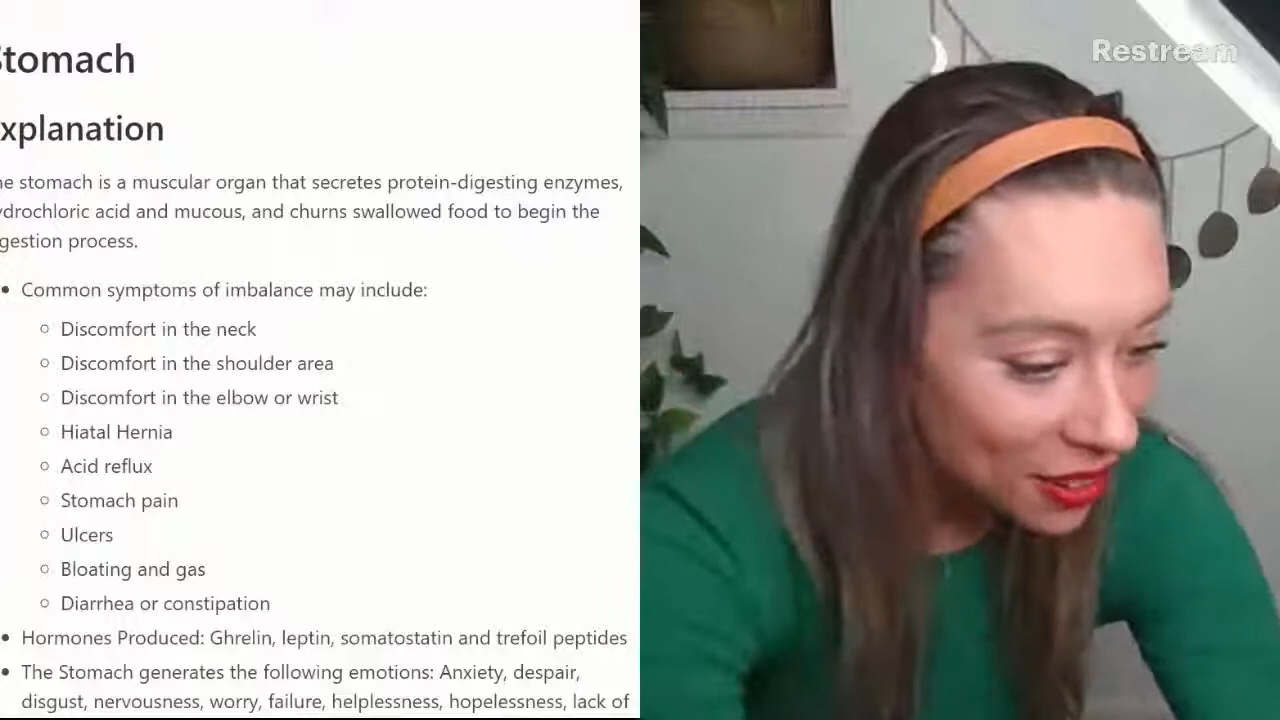 Stomach
xplanation
he stomach is a muscular organ that secretes protein-digesting enzymes,
ydrochloric acid and mucous, and churns swallowed food to begin the
gestion process.
• Common symptoms of imbalance may include:
◦ Discomfort in the neck
◦ Discomfort in the shoulder area
◦ Discomfort in the elbow or wrist
◦ Hiatal Hernia
◦ Acid reflux
◦ Stomach pain
◦ Ulcers
◦ Bloating and gas
◦ Diarrhea or constipation
• Hormones Produced: Ghrelin, leptin, somatostatin and trefoil peptides
• The Stomach generates the following emotions: Anxiety, despair,
disgust, nervousness, worry, failure, helplessness, hopelessness, lack of
Restream